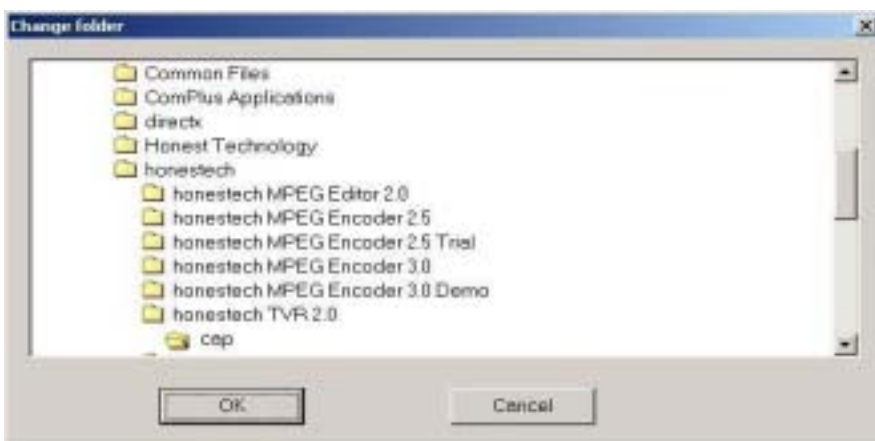 Change folder
Common Files
ComPlus Applications
directx
Honest Technology
honestech
honestech MPEG Editor 2.0
honestech MPEG Encoder 2.5
honestech MPEG Encoder 2.5 Trial
honestech MPEG Encoder 3.0
honestech MPEG Encoder 3.0 Demo
honestech TVR 2.0
cap
OK
Cancel